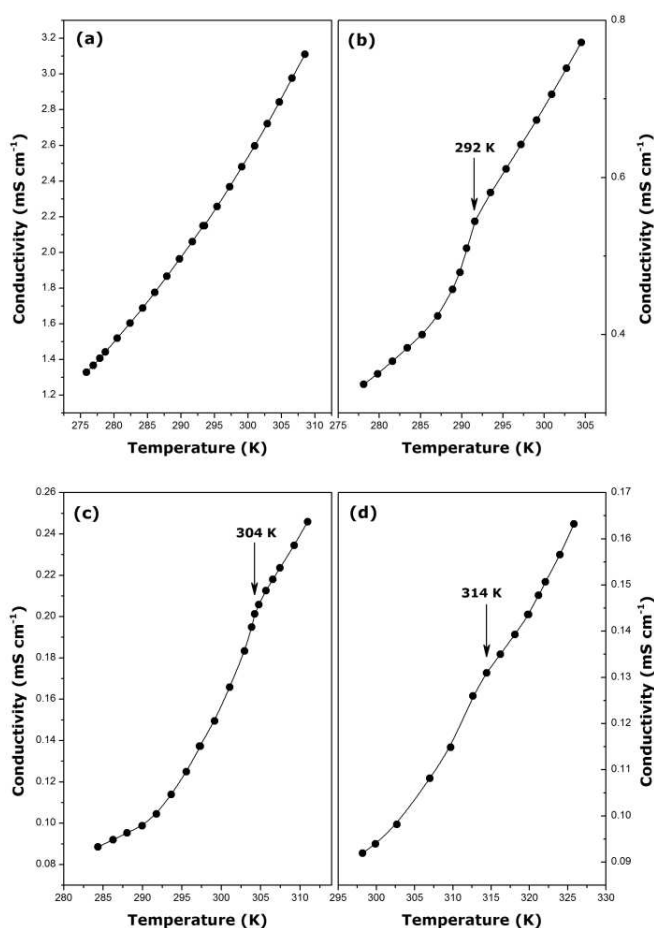 (a)
Conductivity (mS cm⁻¹)
3.2
3.0
2.8
2.6
2.4
2.2
2.0
1.8
1.6
1.4
1.2
275 280 285 290 295 300 305 310
Temperature (K)
(b)
292 K
0.8
0.6
0.4
Conductivity (mS cm⁻¹)
280 285 290 295 300 305
Temperature (K)
(c)
304 K
Conductivity (mS cm⁻¹)
0.26
0.24
0.22
0.20
0.18
0.16
0.14
0.12
0.10
0.08
280 285 290 295 300 305 310
Temperature (K)
(d)
314 K
0.17
0.16
0.15
0.14
0.13
0.12
0.11
0.10
0.09
Conductivity (mS cm⁻¹)
295 300 305 310 315 320 325 330
Temperature (K)